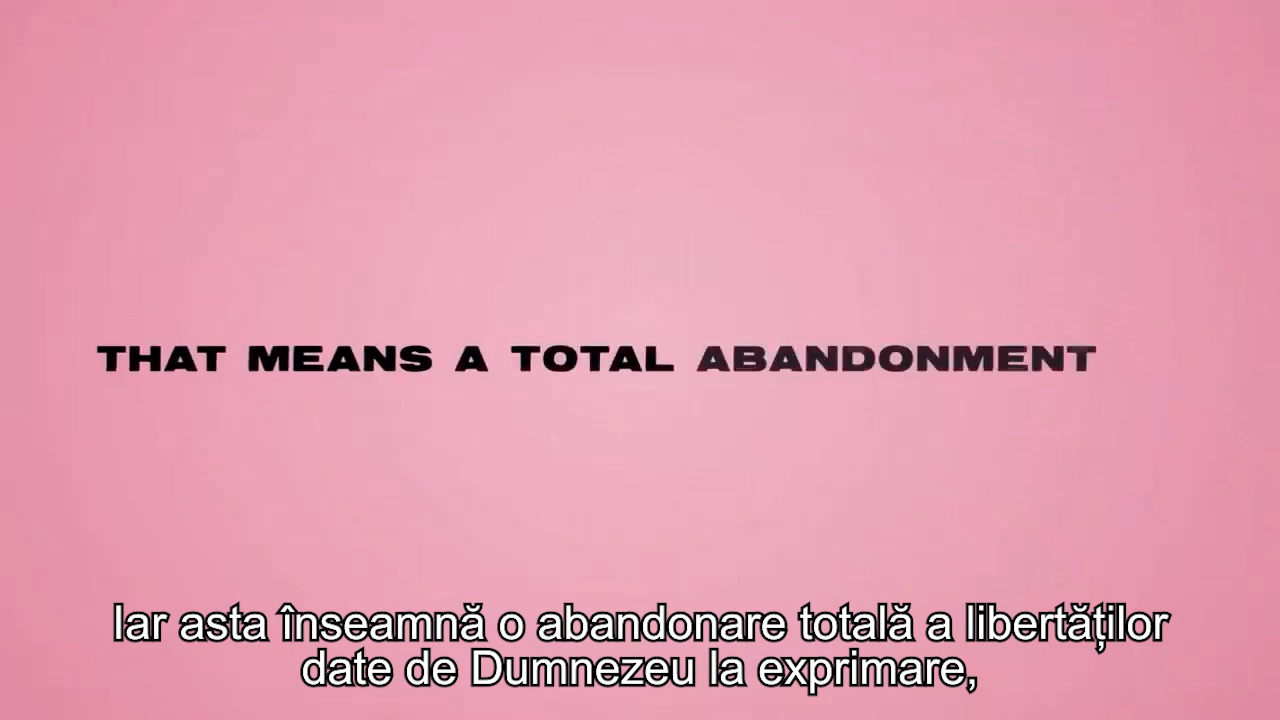 THAT MEANS A TOTAL ABANDONMENT
Iar asta înseamnă o abandonare totală a libertăților
date de Dumnezeu la exprimare,